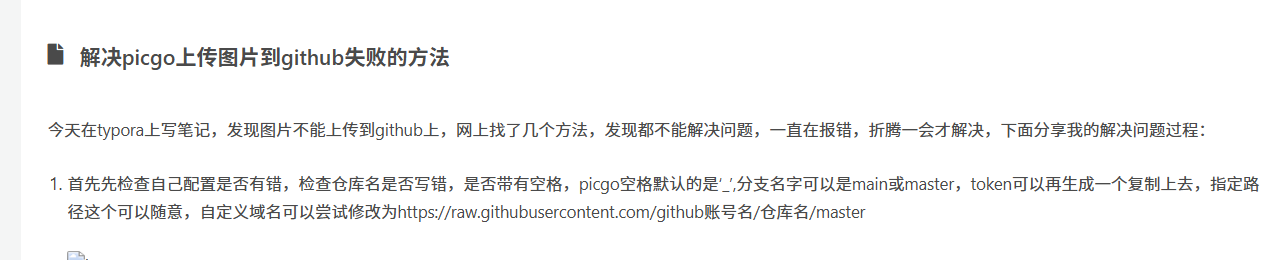 解决picgo上传图片到github失败的方法
今天在typora上写笔记，发现图片不能上传到github上，网上找了几个方法，发现都不能解决问题，一直在报错，折腾一会才解决，下面分享我的解决问题过程：
1. 首先先检查自己配置是否有错，检查仓库名是否写错，是否带有空格，picgo空格默认的是‘_’,分支名字可以是main或master，token可以再生成一个复制上去，指定路
径这个可以随意，自定义域名可以尝试修改为https://raw.githubusercontent.com/github账号名/仓库名/master